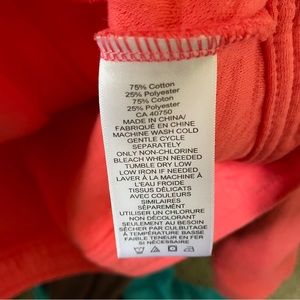 75% Cotton
25% Polyester
75% Coton
25% Polyester
CA 40750
MADE IN CHINA/
FABRIQUÉ EN CHINE
MACHINE WASH COLD
GENTLE CYCLE
SEPARATELY
ONLY NON-CHLORINE
BLEACH WHEN NEEDED
TUMBLE DRY LOW
LOW IRON IF NEEDED
LAVER À LA MACHINE À
L'EAU FROIDE
TISSUS DÉLICATS
AVEC COULEURS
SIMILAIRES
SÉPARÉMENT
UTILISER UN CHLORURE
NON DÉCOLORANT
SEULEMENT AU BESOIN
SÉCHER PAR CULBUTAGE
À TEMPÉRATURE
FAIBLE TENEUR EN FER
SI NÉCESSAIRE